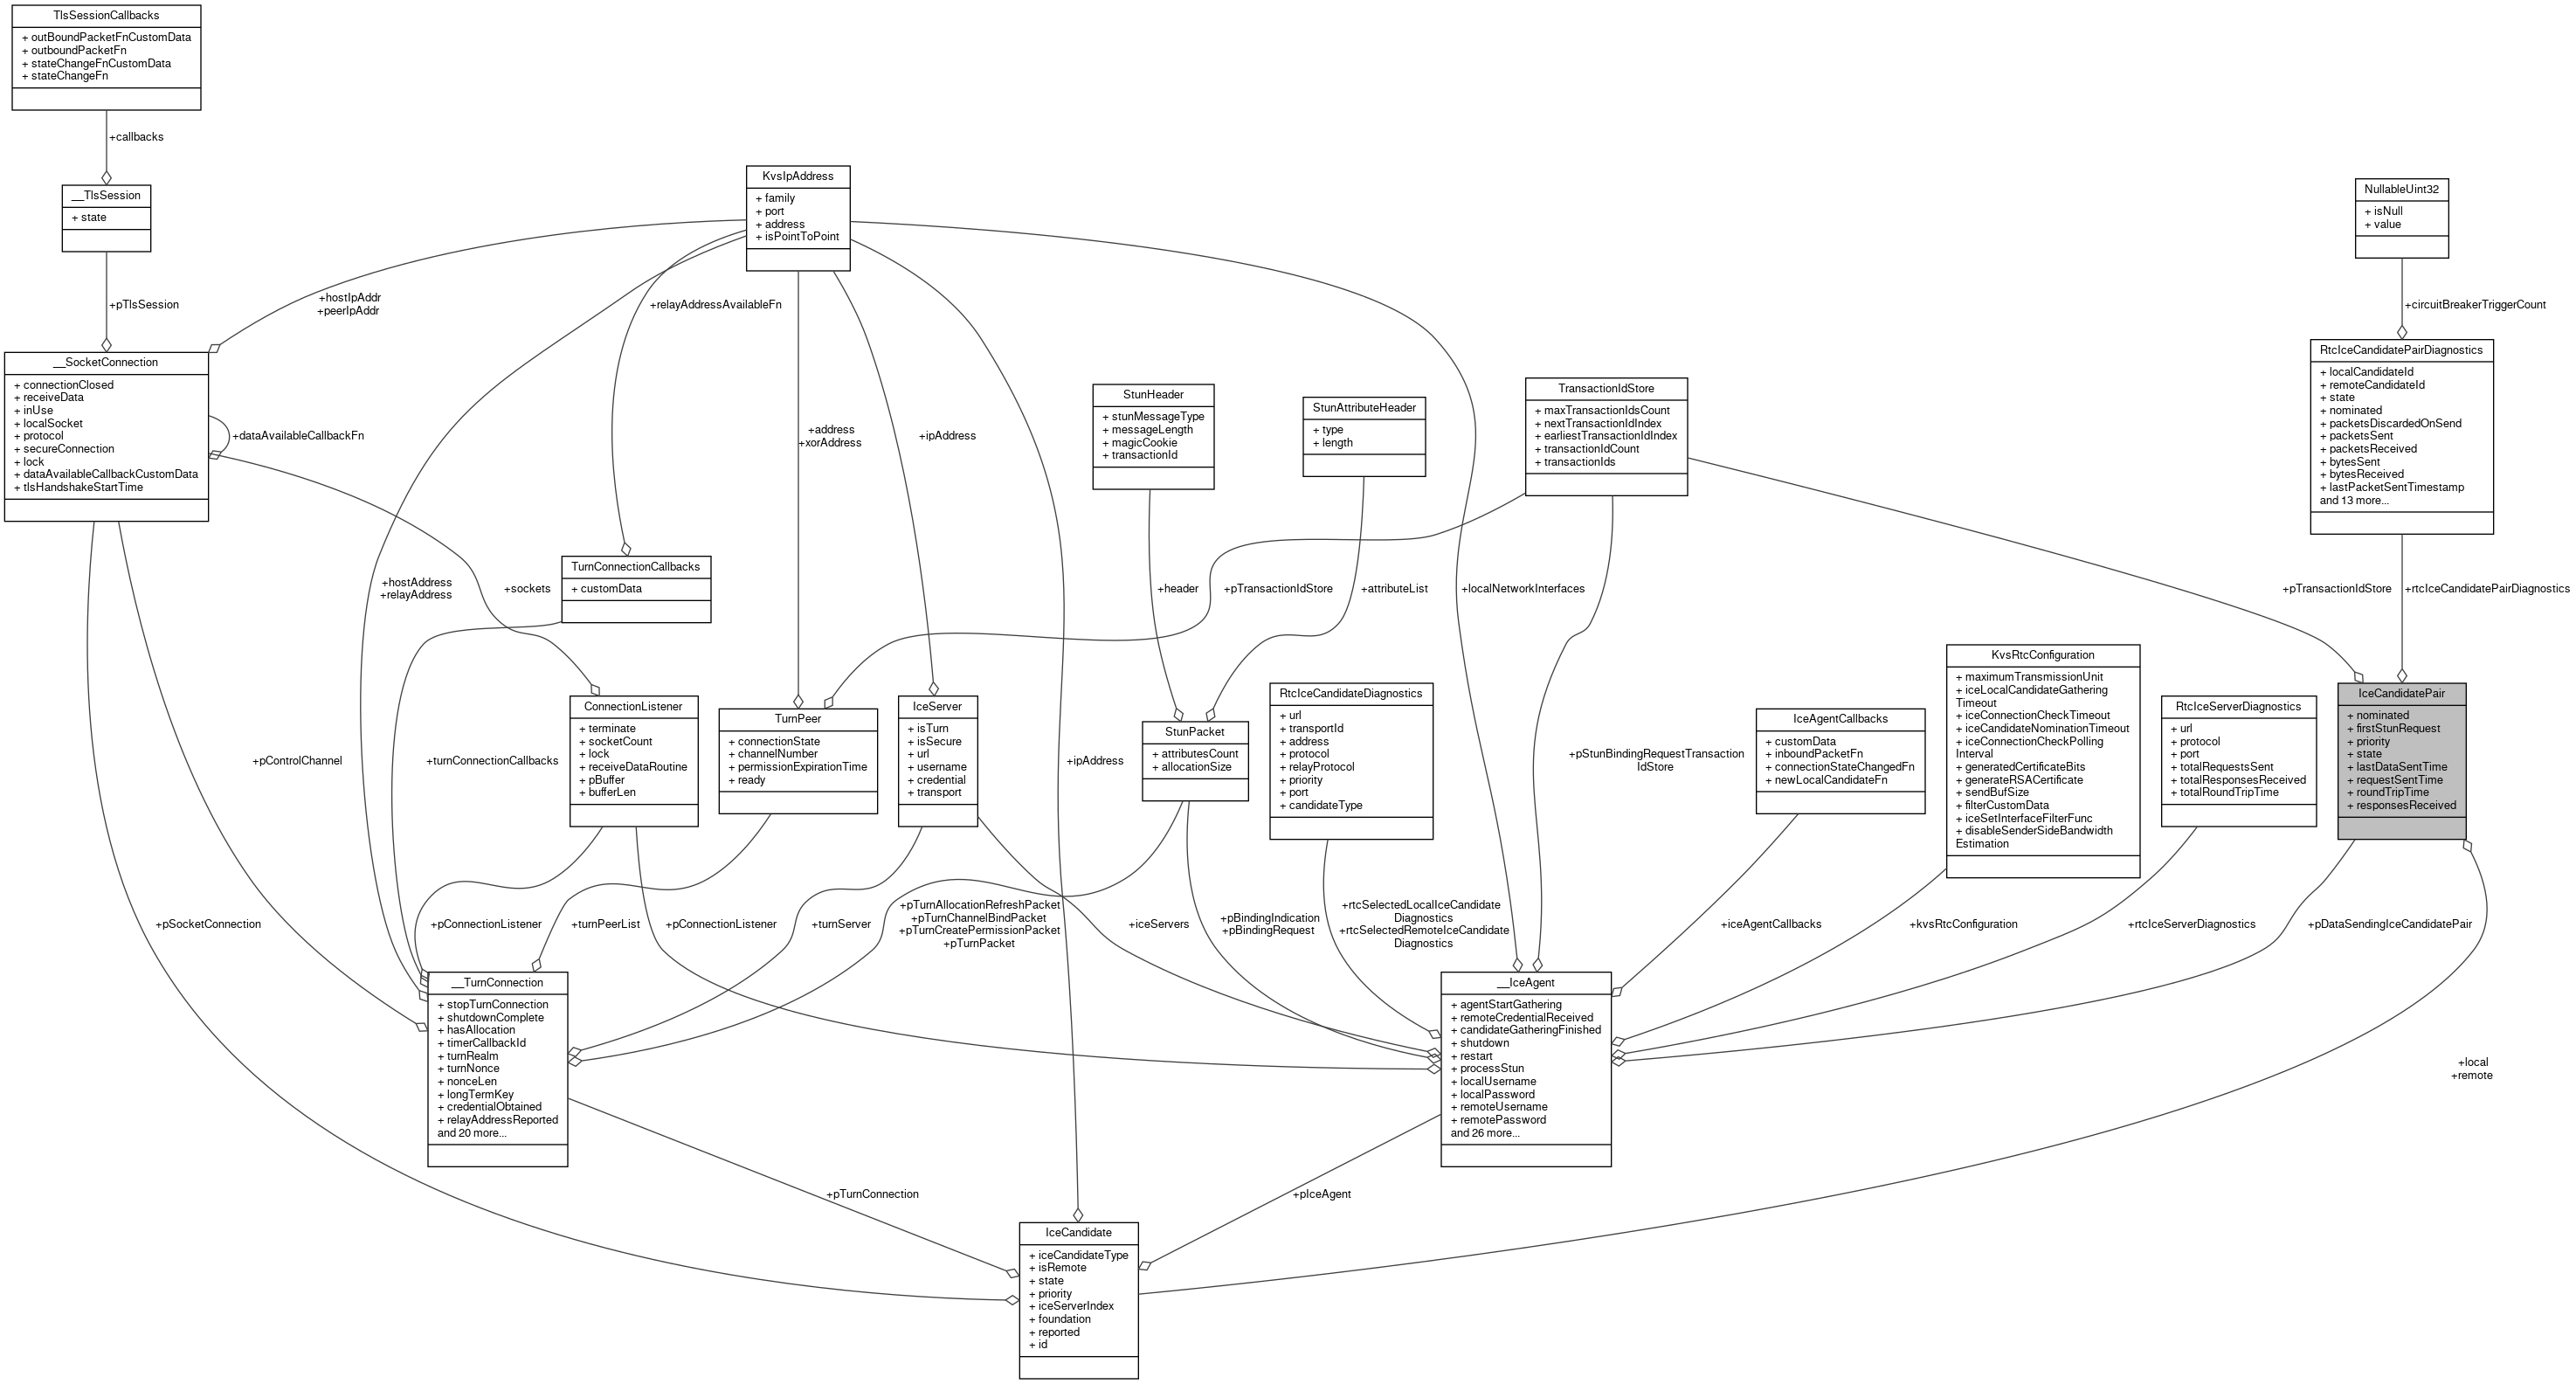 TlsSessionCallbacks
+ outBoundPacketFnCustomData
+ outboundPacketFn
+ stateChangeFnCustomData
+ stateChangeFn
+callbacks
__TlsSession
+ state
+pTlsSession
KvsIpAddress
+ family
+ port
+ address
+ isPointToPoint
NullableUint32
+ isNull
+ value
+hostIpAddr
+peerIpAddr
+relayAddressAvailableFn
+circuitBreakerTriggerCount
__SocketConnection
+ connectionClosed
+ receiveData
+ inUse
+ localSocket
+ protocol
+ secureConnection
+ lock
+ dataAvailableCallbackCustomData
+ tlsHandshakeStartTime
+dataAvailableCallbackFn
+address
+xorAddress
+ipAddress
StunHeader
+ stunMessageType
+ messageLength
+ magicCookie
+ transactionId
StunAttributeHeader
+ type
+ length
TransactionIdStore
+ maxTransactionIdsCount
+ nextTransactionIdIndex
+ earliestTransactionIdIndex
+ transactionIdCount
+ transactionIds
RtcIceCandidatePairDiagnostics
+ localCandidateId
+ remoteCandidateId
+ state
+ nominated
+ packetsDiscardedOnSend
+ packetsSent
+ packetsReceived
+ bytesSent
+ bytesReceived
+ lastPacketSentTimestamp
and 13 more...
+hostAddress
+relayAddress
+sockets
TurnConnectionCallbacks
+ customData
+header
+pTransactionIdStore
+attributeList
+localNetworkInterfaces
+pTransactionIdStore
+rtcIceCandidatePairDiagnostics
+pControlChannel
+turnConnectionCallbacks
ConnectionListener
+ terminate
+ socketCount
+ lock
+ receiveDataRoutine
+ pBuffer
+ bufferLen
TurnPeer
+ connectionState
+ channelNumber
+ permissionExpirationTime
+ ready
IceServer
+ isTurn
+ isSecure
+ url
+ username
+ credential
+ transport
+ipAddress
StunPacket
+ attributesCount
+ allocationSize
RtcIceCandidateDiagnostics
+ url
+ transportId
+ address
+ protocol
+ relayProtocol
+ priority
+ port
+ candidateType
+pStunBindingRequestTransaction
IdStore
IceAgentCallbacks
+ customData
+ inboundPacketFn
+ connectionStateChangedFn
+ newLocalCandidateFn
KvsRtcConfiguration
+ maximumTransmissionUnit
+ iceLocalCandidateGathering
Timeout
+ iceConnectionCheckTimeout
+ iceCandidateNominationTimeout
+ iceConnectionCheckPolling
Interval
+ generatedCertificateBits
+ generateRSACertificate
+ sendBufSize
+ filterCustomData
+ iceSetInterfaceFilterFunc
+ disableSenderSideBandwidth
Estimation
RtcIceServerDiagnostics
+ url
+ protocol
+ port
+ totalRequestsSent
+ totalResponsesReceived
+ totalRoundTripTime
IceCandidatePair
+ nominated
+ firstStunRequest
+ priority
+ state
+ lastDataSentTime
+ requestSentTime
+ roundTripTime
+ responsesReceived
+pSocketConnection
+pConnectionListener
+turnPeerList
+pConnectionListener
+turnServer
+pTurnAllocationRefreshPacket
+pTurnChannelBindPacket
+pTurnCreatePermissionPacket
+pTurnPacket
+iceServers
+pBindingIndication
+pBindingRequest
+rtcSelectedLocalIceCandidate
Diagnostics
+rtcSelectedRemoteIceCandidate
Diagnostics
+iceAgentCallbacks
+kvsRtcConfiguration
+rtcIceServerDiagnostics
+pDataSendingIceCandidatePair
__TurnConnection
+ stopTurnConnection
+ shutdownComplete
+ hasAllocation
+ timerCallbackId
+ turnRealm
+ turnNonce
+ nonceLen
+ longTermKey
+ credentialObtained
+ relayAddressReported
and 20 more...
__IceAgent
+ agentStartGathering
+ remoteCredentialReceived
+ candidateGatheringFinished
+ shutdown
+ restart
+ processStun
+ localUsername
+ localPassword
+ remoteUsername
+ remotePassword
and 26 more...
+local
+remote
+pTurnConnection
+pIceAgent
IceCandidate
+ iceCandidateType
+ isRemote
+ state
+ priority
+ iceServerIndex
+ foundation
+ reported
+ id